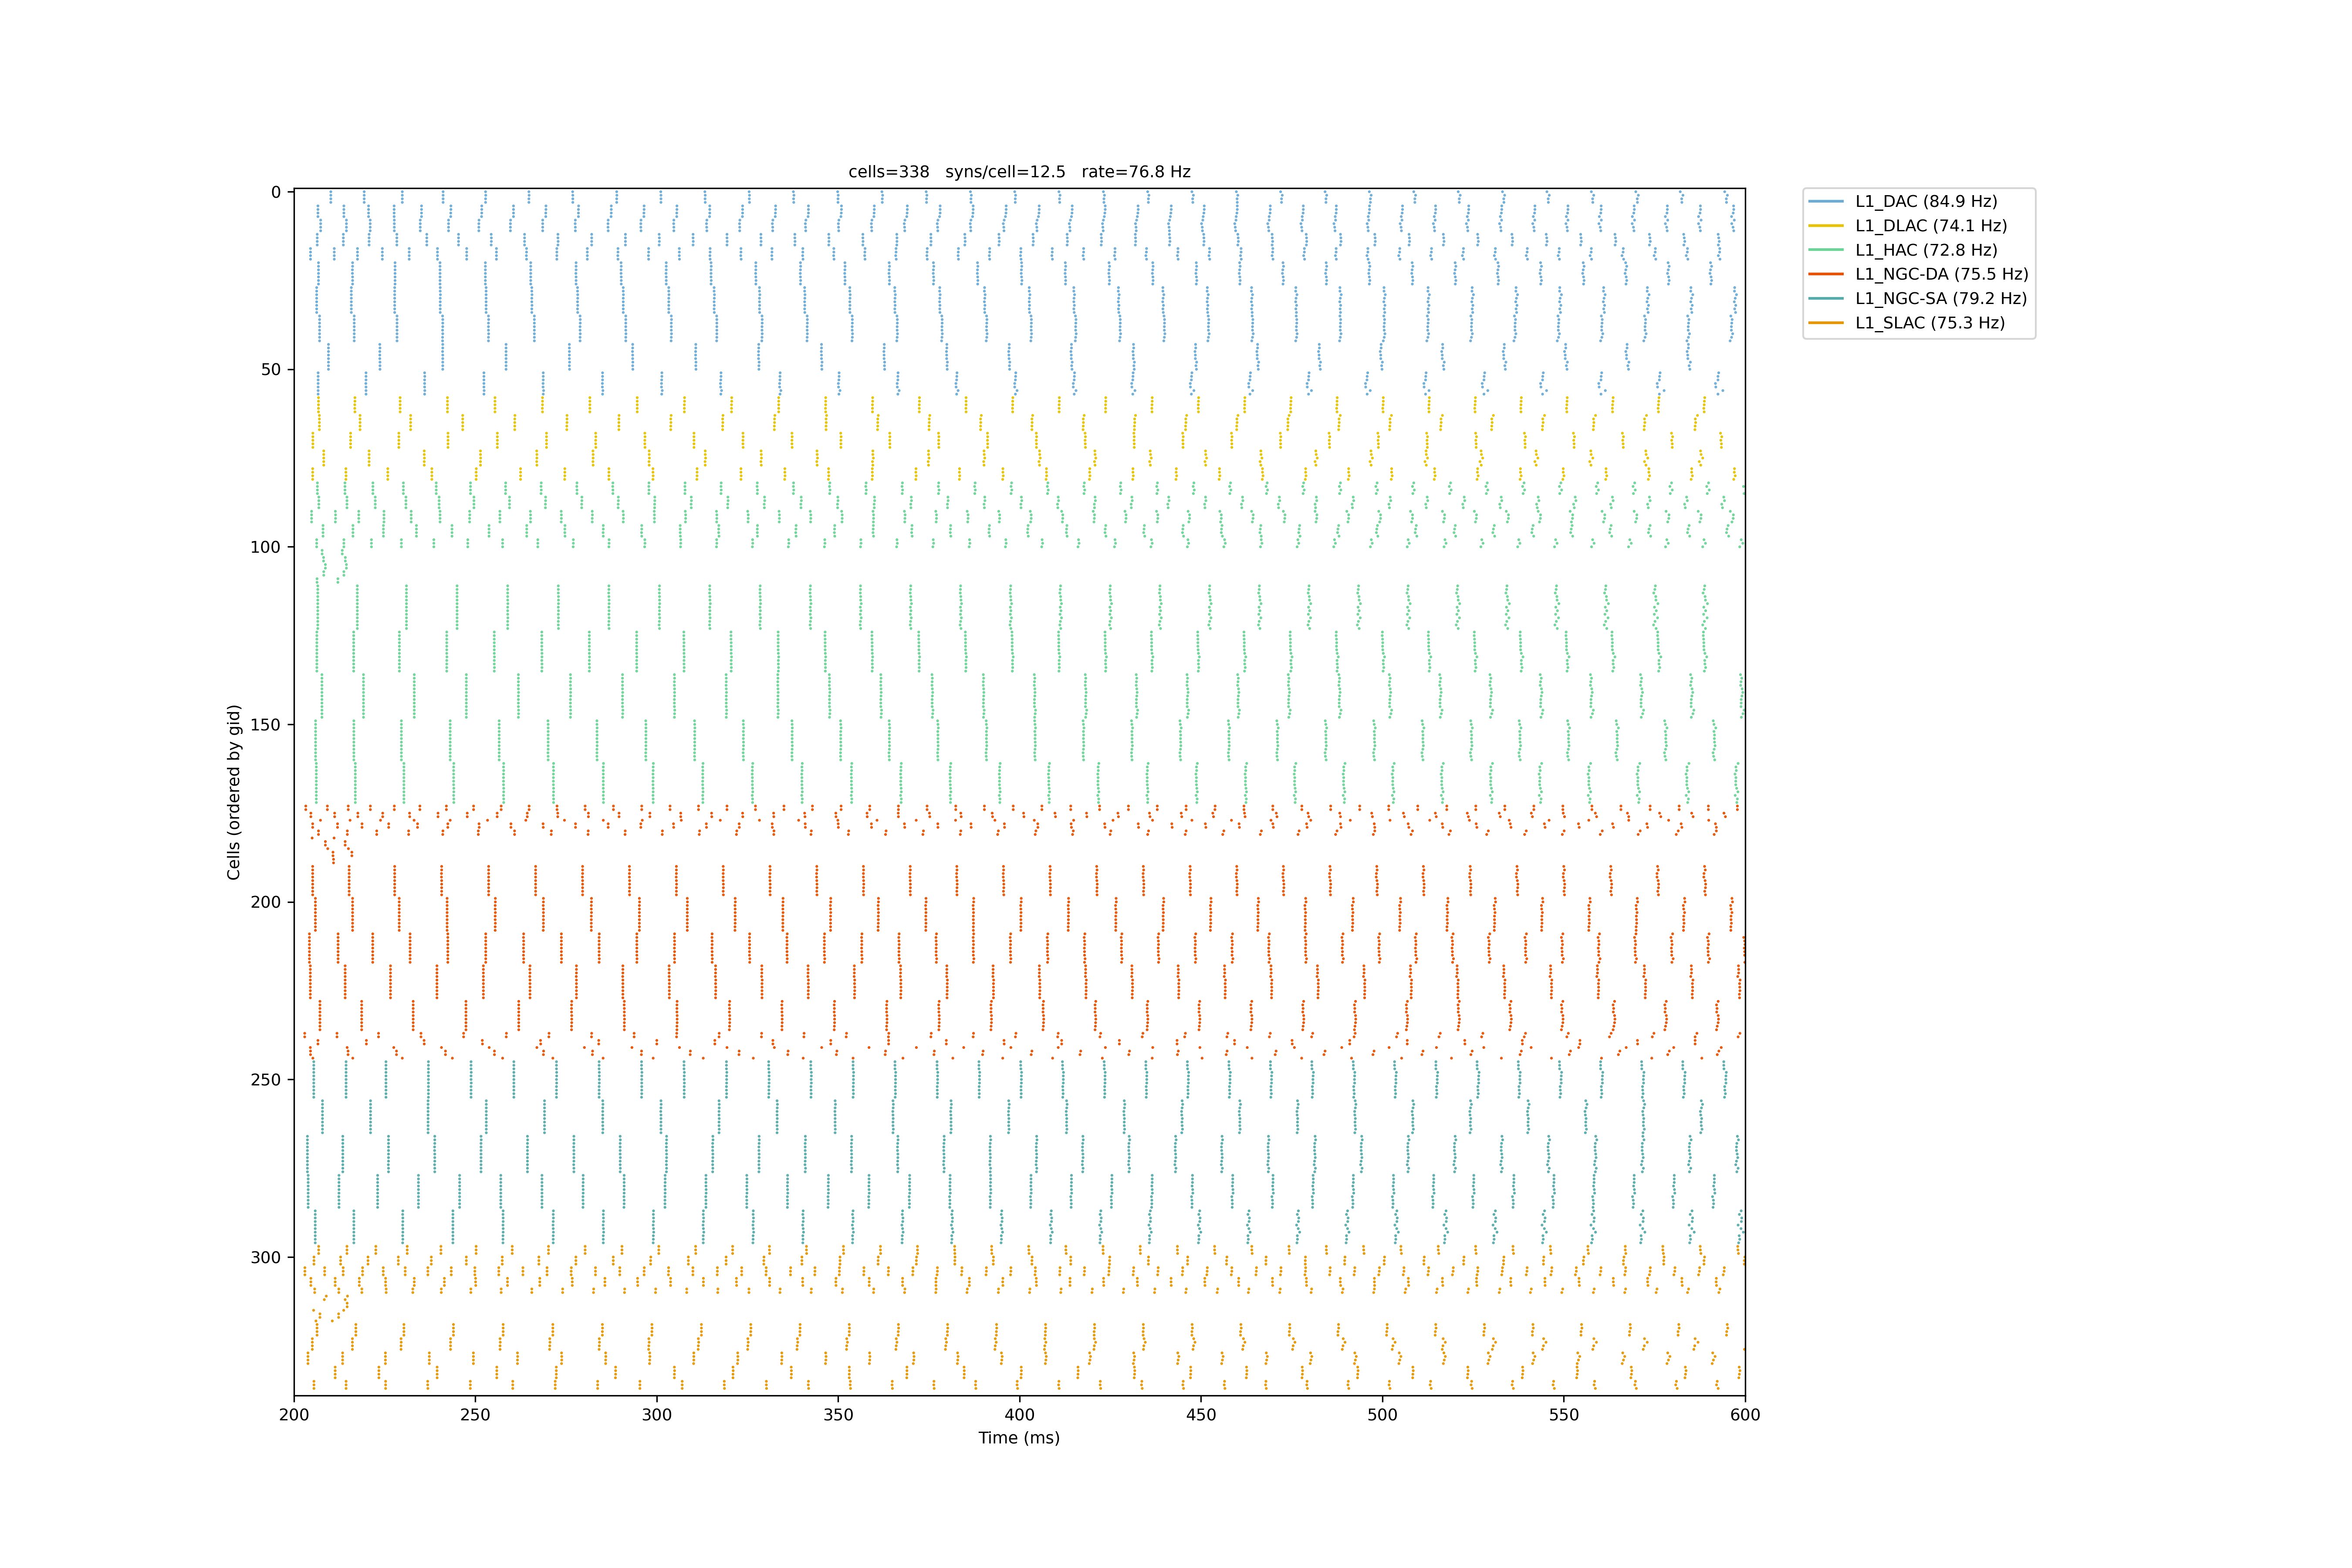 cells=338   syns/cell=12.5   rate=76.8 Hz
0
50
100
150
200
250
300
Cells (ordered by gid)
200 250 300 350 400 450 500 550 600
Time (ms)
L1_DAC (84.9 Hz)
L1_DLAC (74.1 Hz)
L1_HAC (72.8 Hz)
L1_NGC-DA (75.5 Hz)
L1_NGC-SA (79.2 Hz)
L1_SLAC (75.3 Hz)